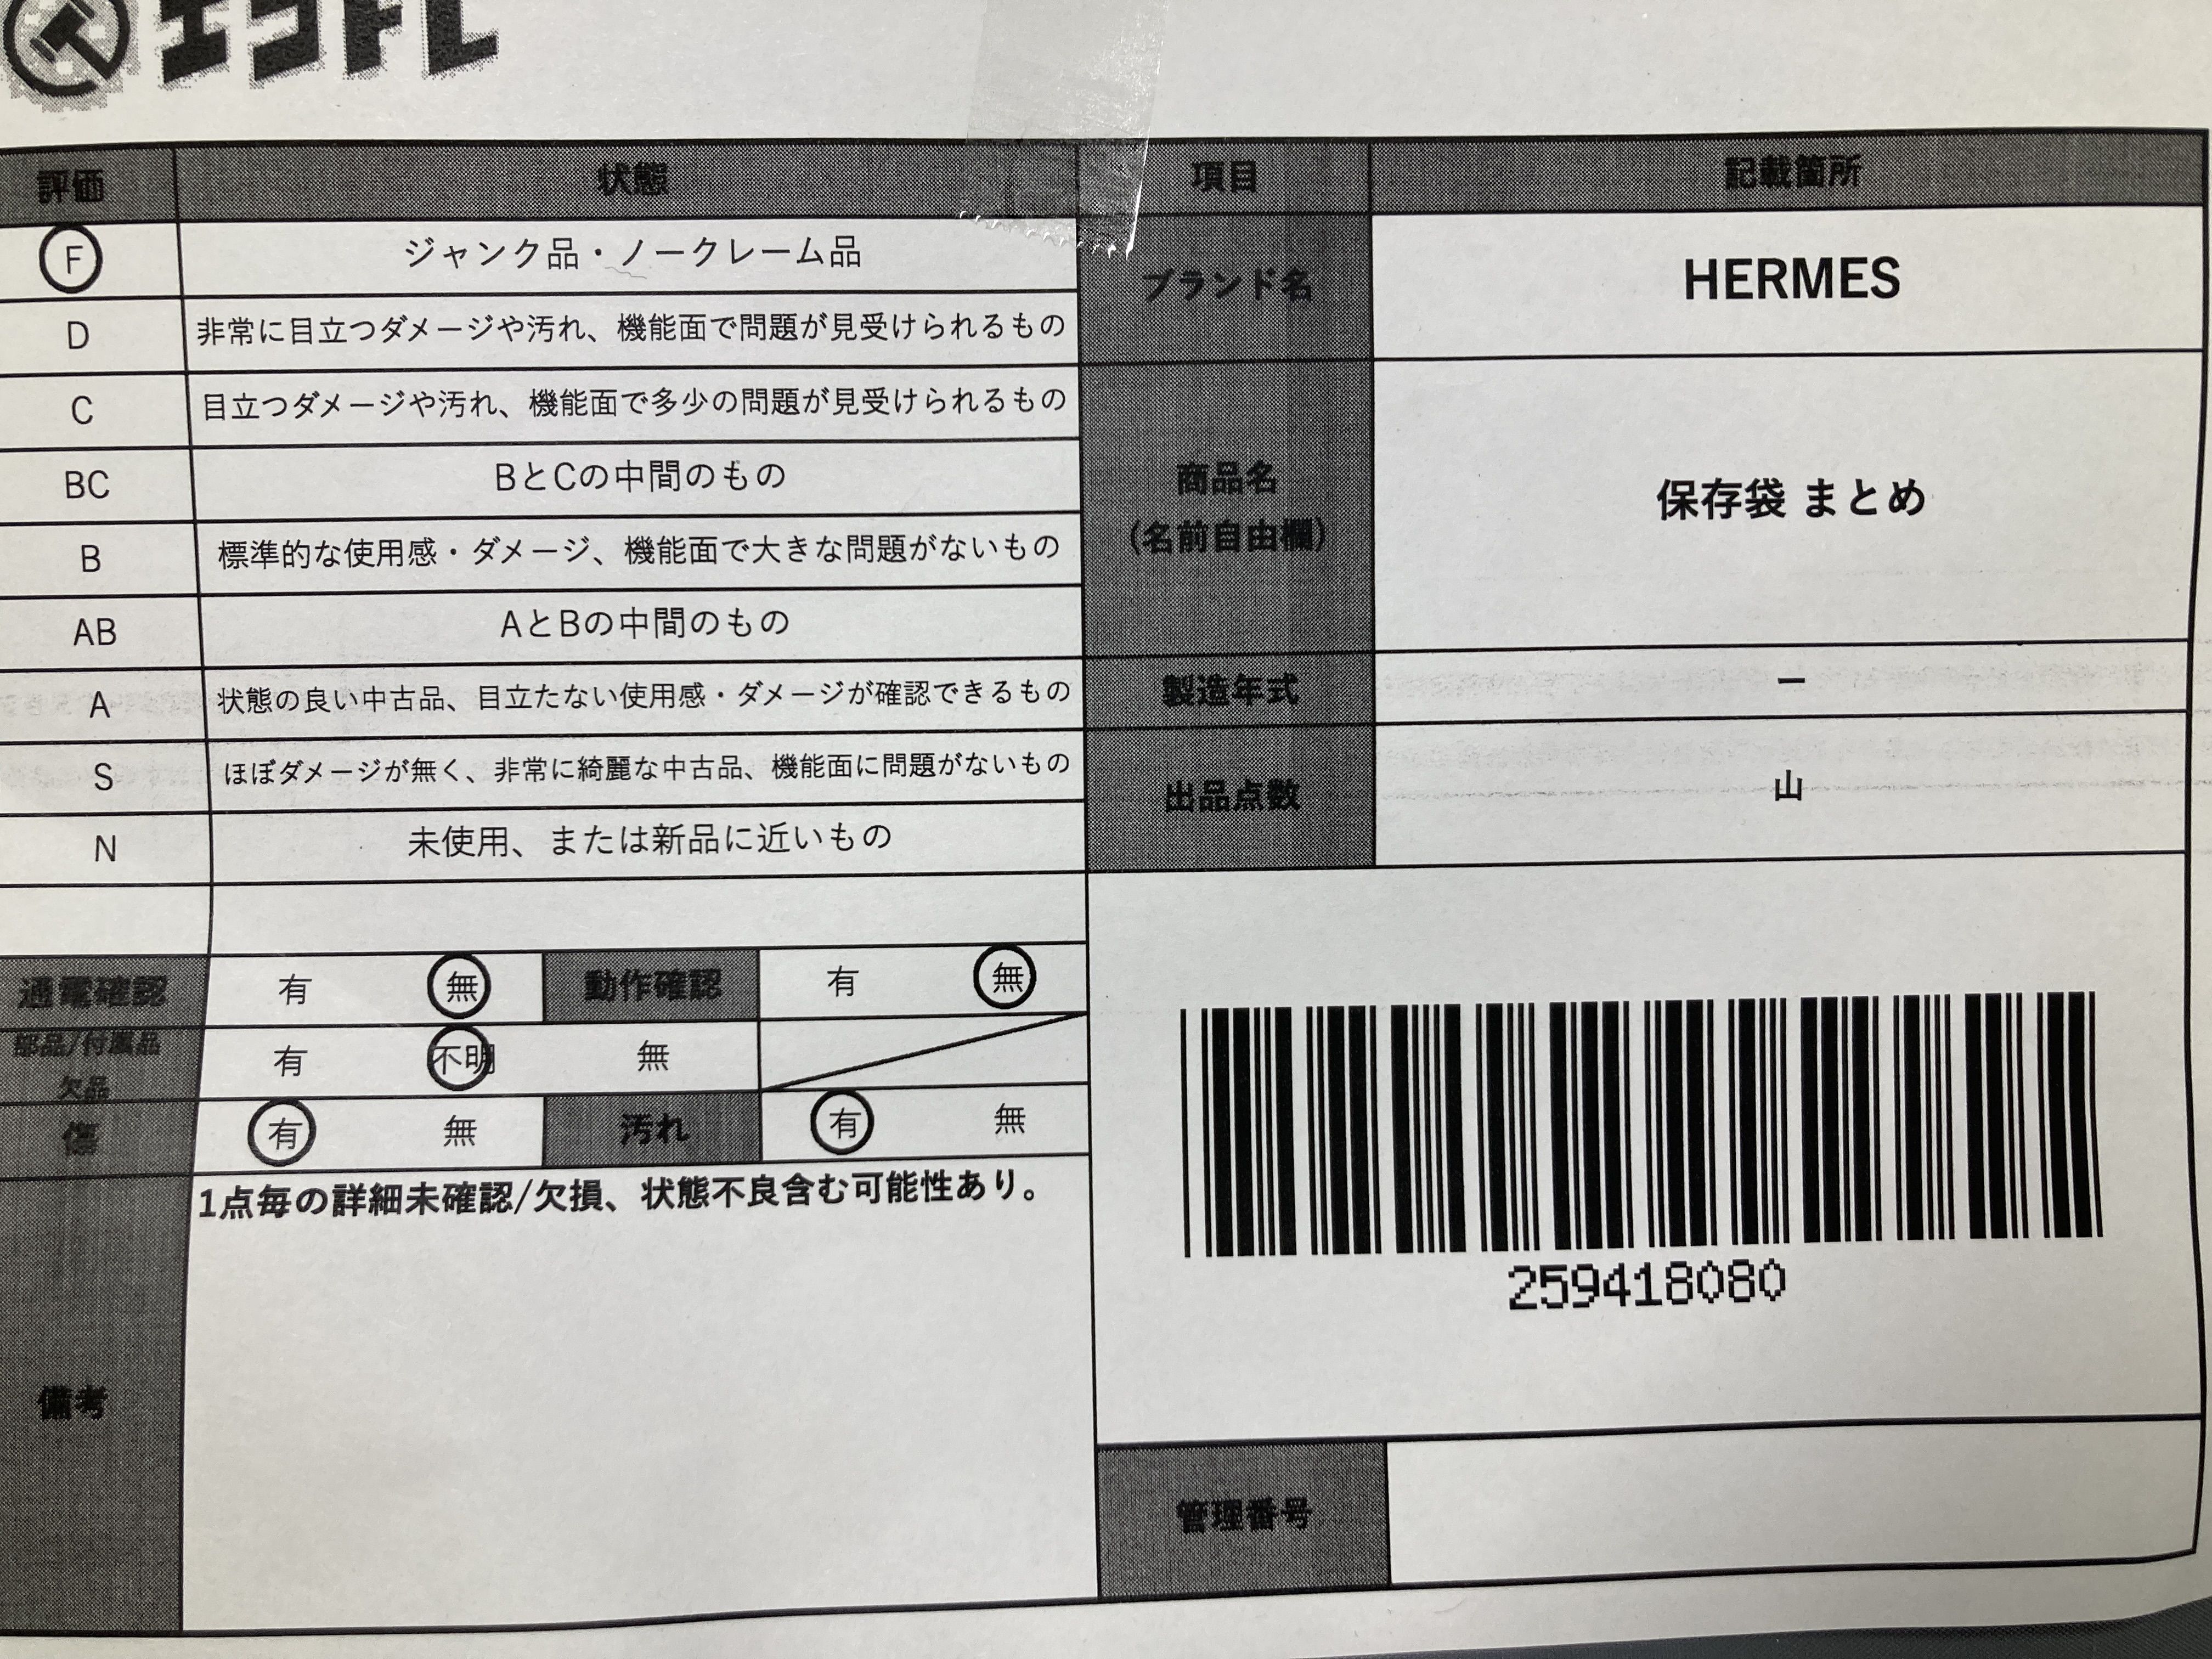 エコトレ
評価 状態 項目 記載箇所
F ジャンク品・ノークレーム品
D 非常に目立つダメージや汚れ、機能面で問題が見受けられるもの
C 目立つダメージや汚れ、機能面で多少の問題が見受けられるもの
BC BとCの中間のもの
B 標準的な使用感・ダメージ、機能面で大きな問題がないもの
AB AとBの中間のもの
A 状態の良い中古品、目立たない使用感・ダメージが確認できるもの
S ほぼダメージが無く、非常に綺麗な中古品、機能面に問題がないもの
N 未使用、または新品に近いもの
ブランド名 HERMES
商品名
(名前自由欄)
保存袋 まとめ
製造年式 ー
出品点数 山
通電確認 有 無 動作確認 有 無
部品/付属品
欠品
有 不明 無
傷 有 無 汚れ 有 無
備考
1点毎の詳細未確認/欠損、状態不良含む可能性あり。
259418080
管理番号